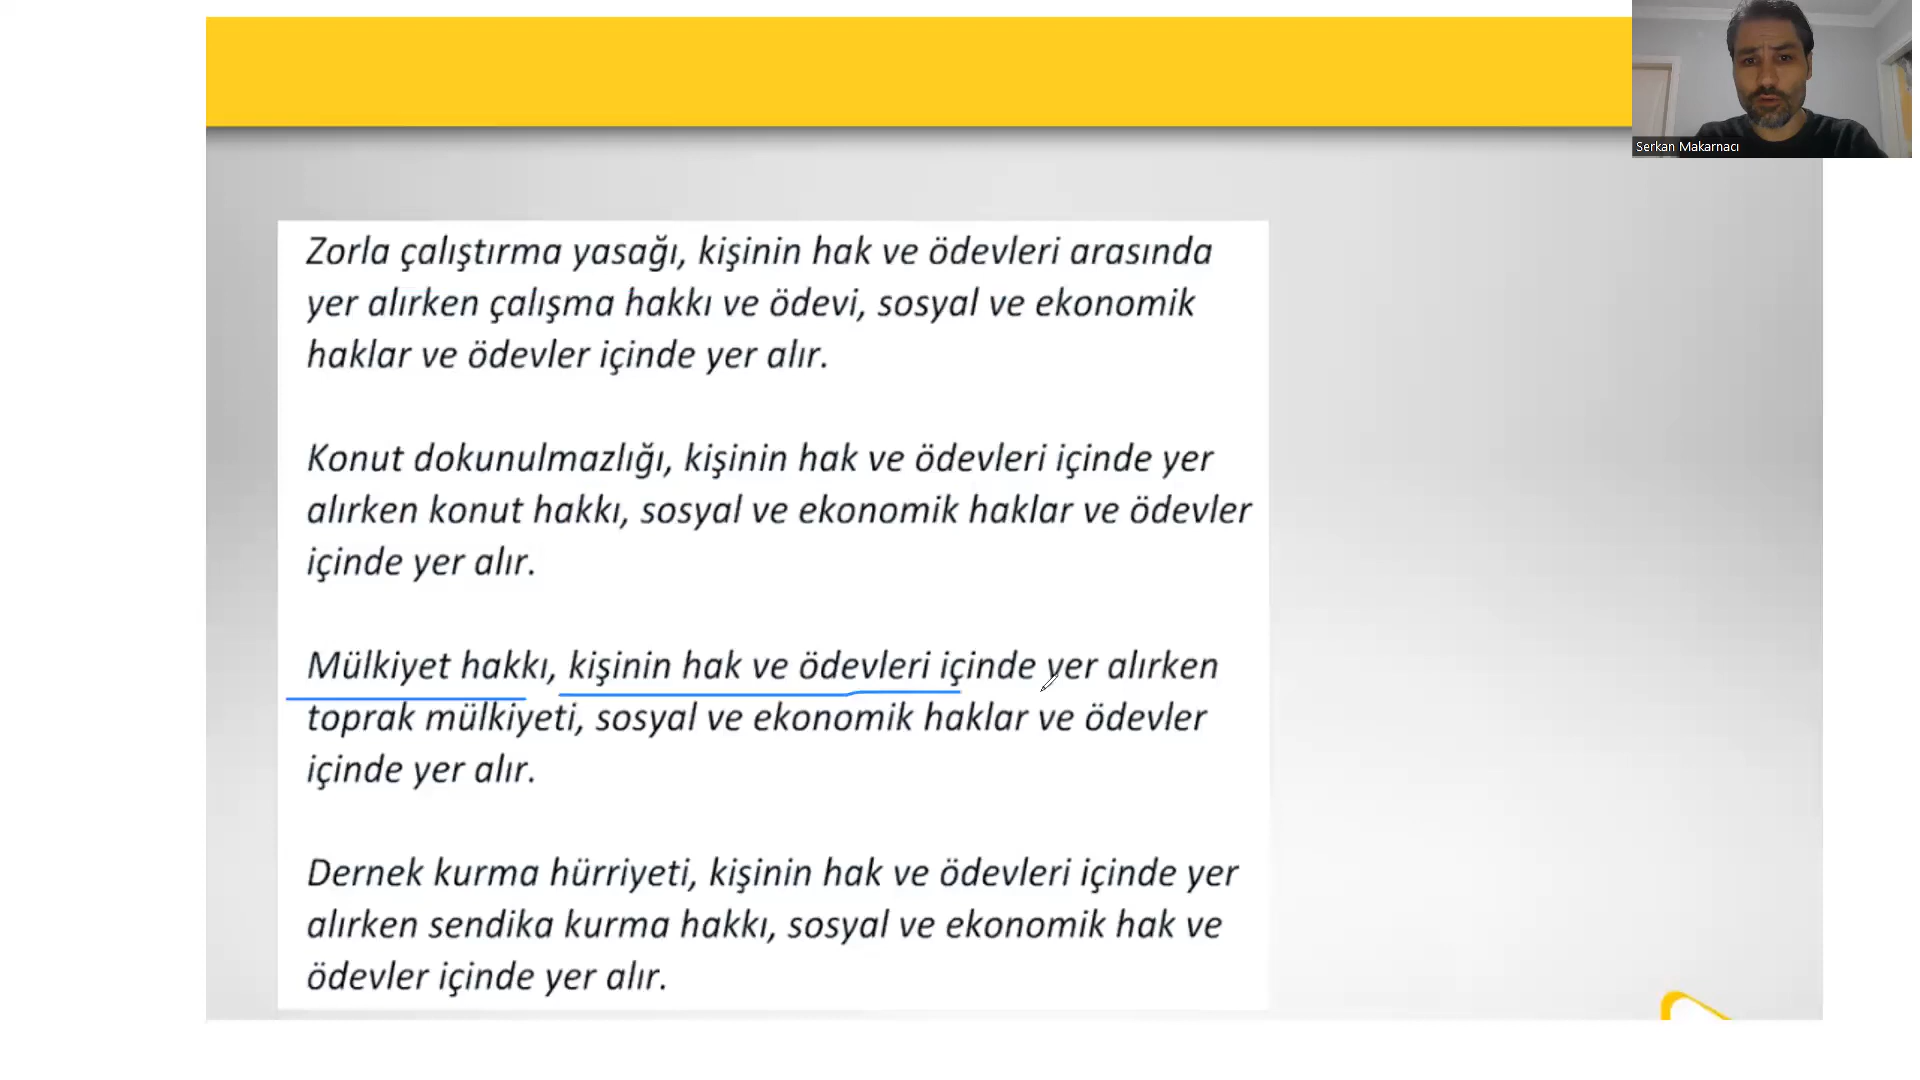 Serkan Makarnacı
Zorla çalıştırma yasağı, kişinin hak ve ödevleri arasında
yer alırken çalışma hakkı ve ödevi, sosyal ve ekonomik
haklar ve ödevler içinde yer alır.
Konut dokunulmazlığı, kişinin hak ve ödevleri içinde yer
alırken konut hakkı, sosyal ve ekonomik haklar ve ödevler
içinde yer alır.
Mülkiyet hakkı, kişinin hak ve ödevleri içinde yer alırken
toprak mülkiyeti, sosyal ve ekonomik haklar ve ödevler
içinde yer alır.
Dernek kurma hürriyeti, kişinin hak ve ödevleri içinde yer
alırken sendika kurma hakkı, sosyal ve ekonomik hak ve
ödevler içinde yer alır.